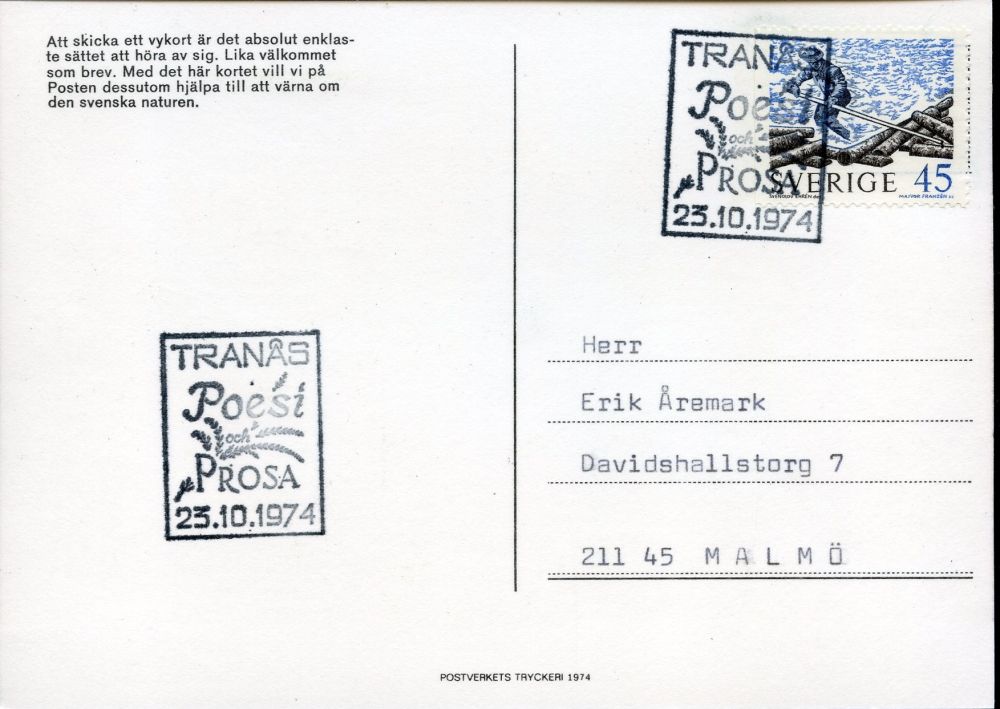 Att skicka ett vykort är det absolut enklas-
te sättet att höra av sig. Lika välkommet
som brev. Med det här kortet vill vi på
Posten dessutom hjälpa till att värna om
den svenska naturen.
TRANÅS
Poesi
och
PROSA
23.10.1974
SVERIGE 45
MAJVOR FRANZÉN SC
Herr
Erik Åremark
Davidshallstorg 7
211 45 MALMÖ
TRANÅS
Poesi
och
PROSA
23.10.1974
POSTVERKETS TRYCKERI 1974